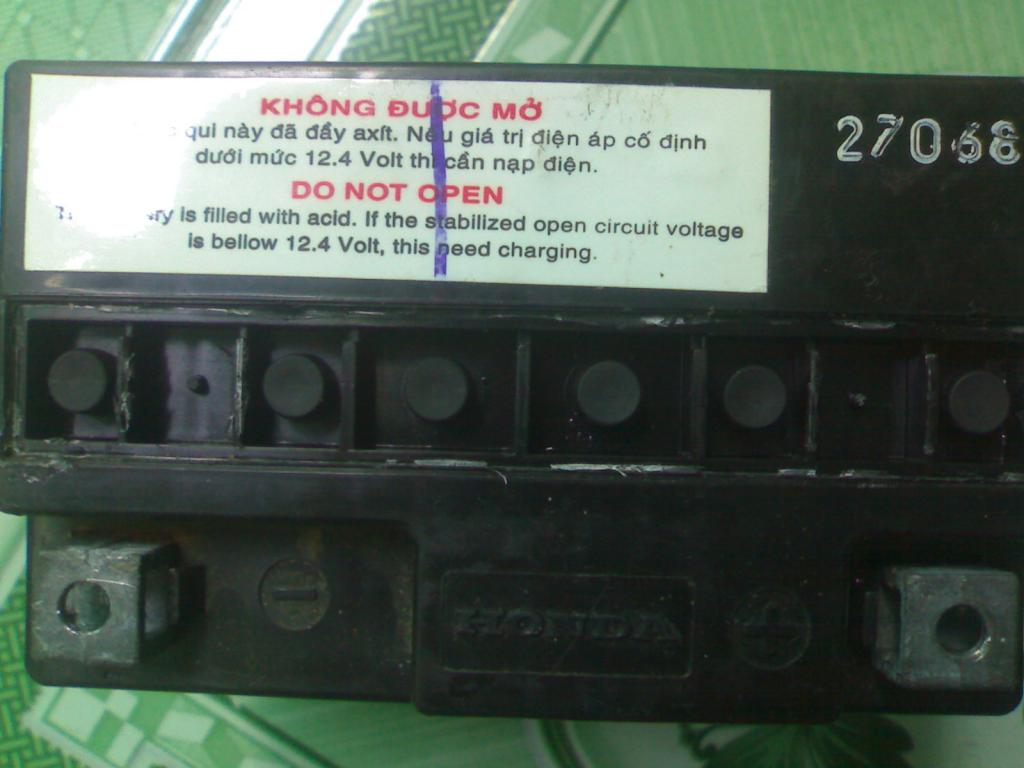 KHÔNG ĐƯỢC MỞ
27068
qui này đã đầy axít. Nếu giá trị điện áp cố định
dưới mức 12.4 Volt thì cần nạp điện.
DO NOT OPEN
is filled with acid. If the stabilized open circuit voltage
is bellow 12.4 Volt, this need charging.
HONDA